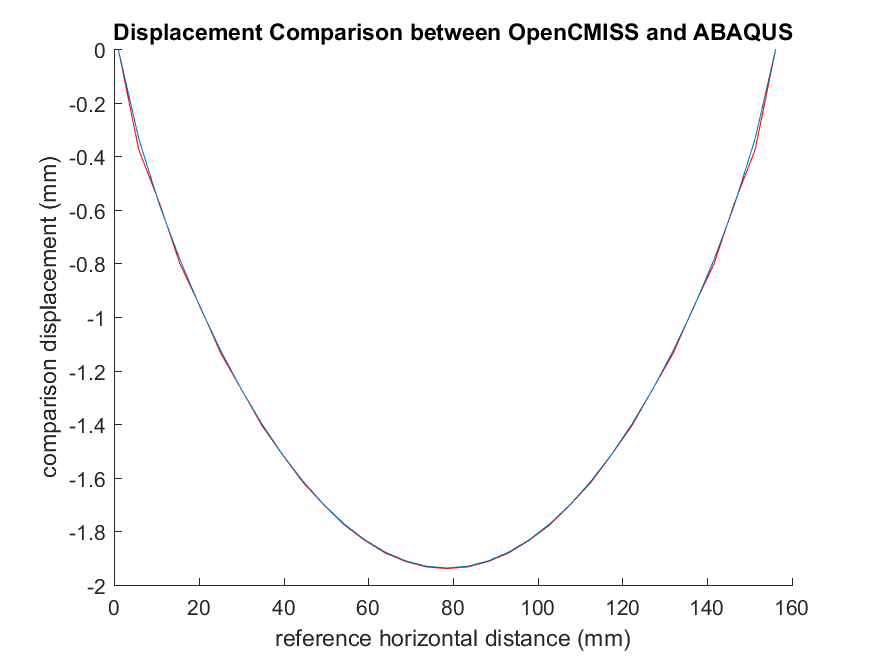 Displacement Comparison between OpenCMISS and ABAQUS
0
-0.2
-0.4
-0.6
-0.8
-1
-1.2
-1.4
-1.6
-1.8
-2
comparison displacement (mm)
0 20 40 60 80 100 120 140 160
reference horizontal distance (mm)